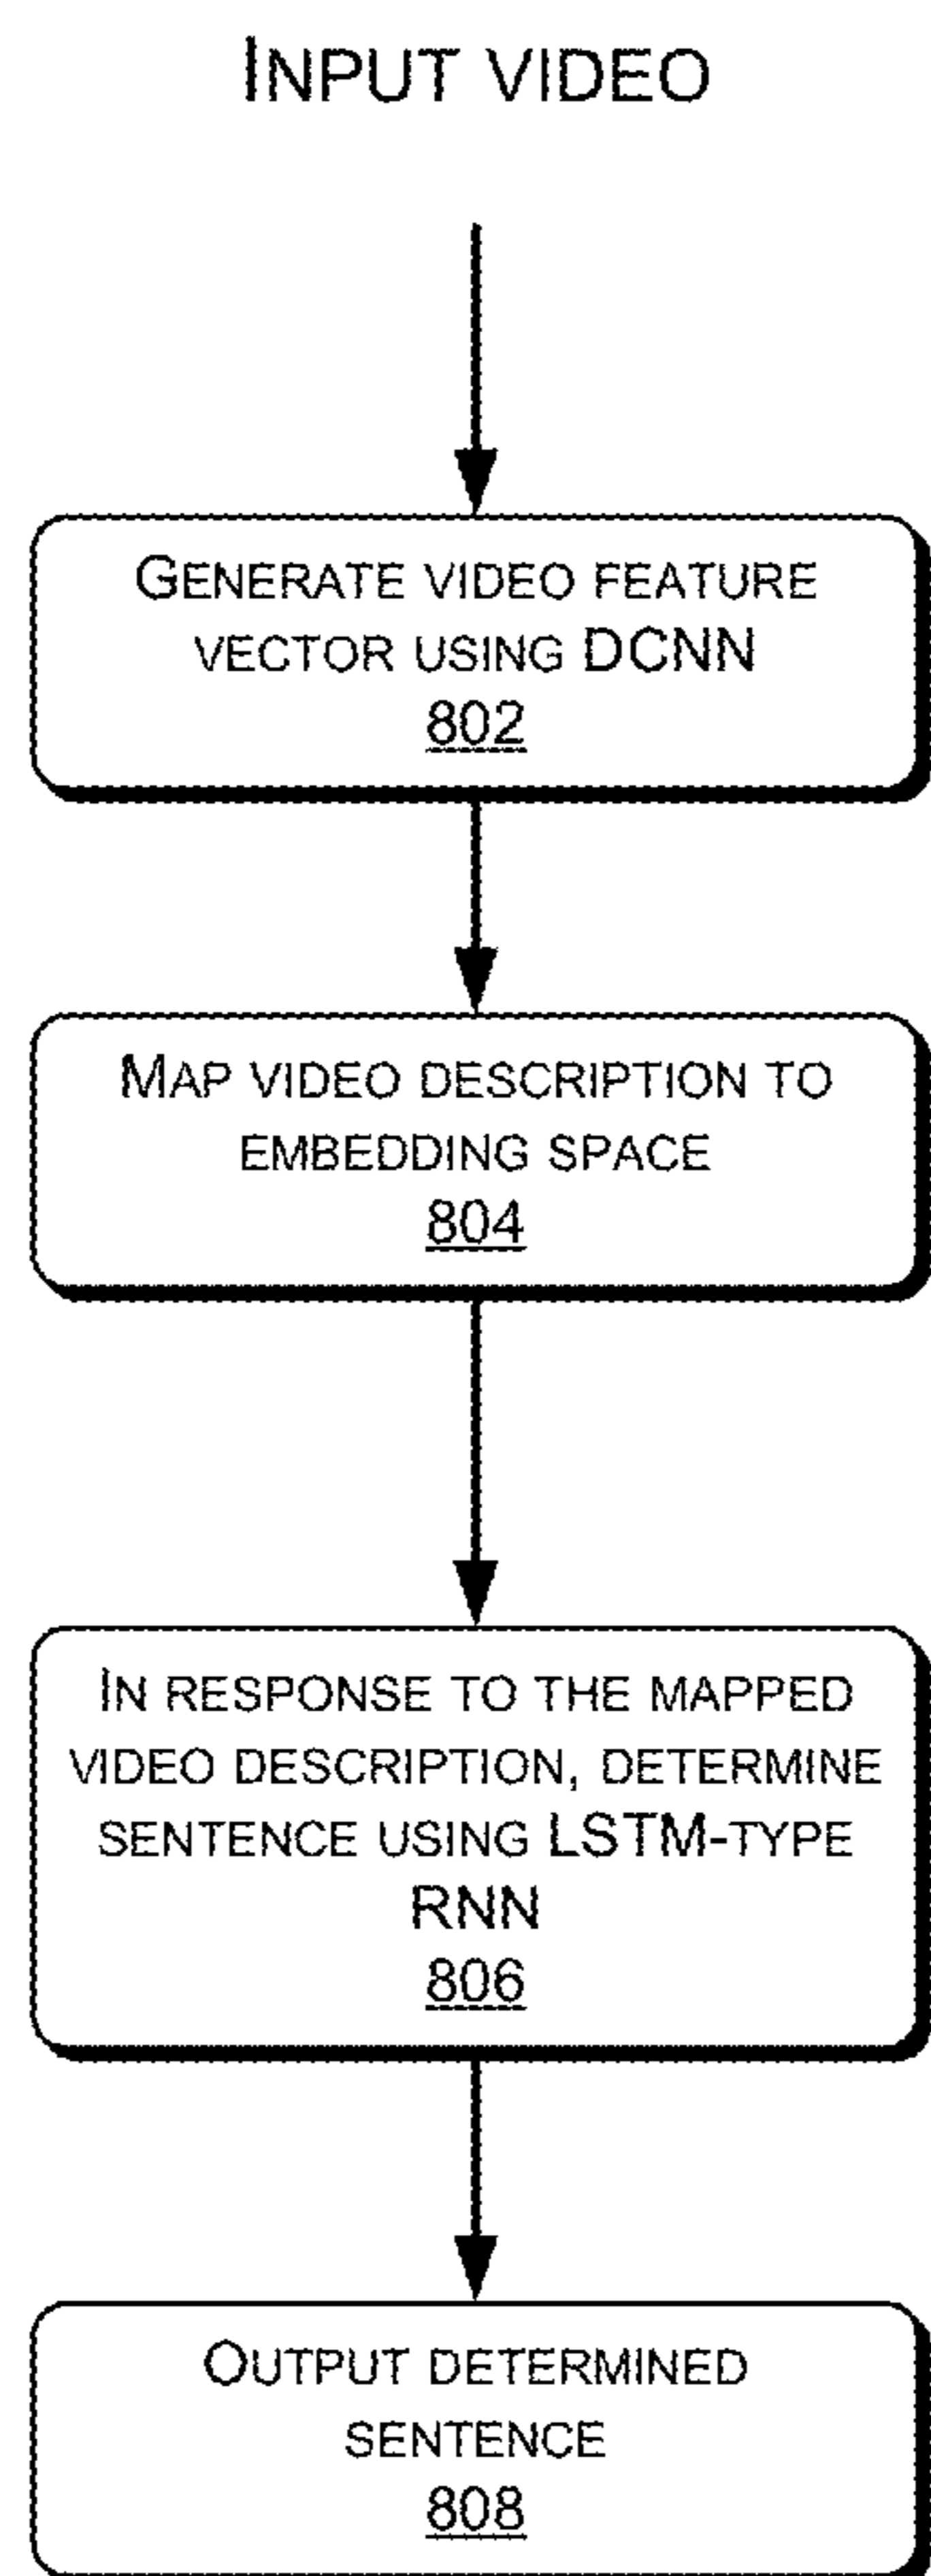 INPUT VIDEO
GENERATE VIDEO FEATURE
VECTOR USING DCNN
802
MAP VIDEO DESCRIPTION TO
EMBEDDING SPACE
804
IN RESPONSE TO THE MAPPED
VIDEO DESCRIPTION, DETERMINE
SENTENCE USING LSTM-TYPE
RNN
806
OUTPUT DETERMINED
SENTENCE
808